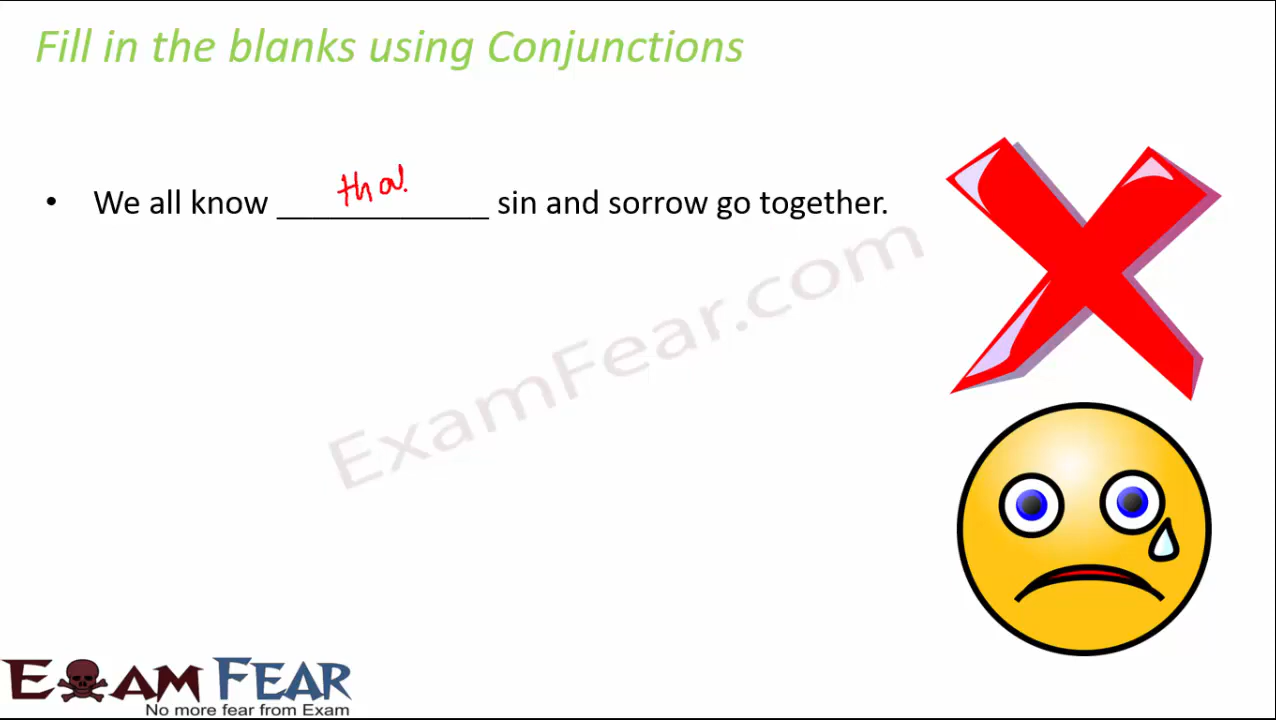 Fill in the blanks using Conjunctions
that
• We all know ____________ sin and sorrow go together.
ExamFear.com
EXAM FEAR
No more fear from Exam